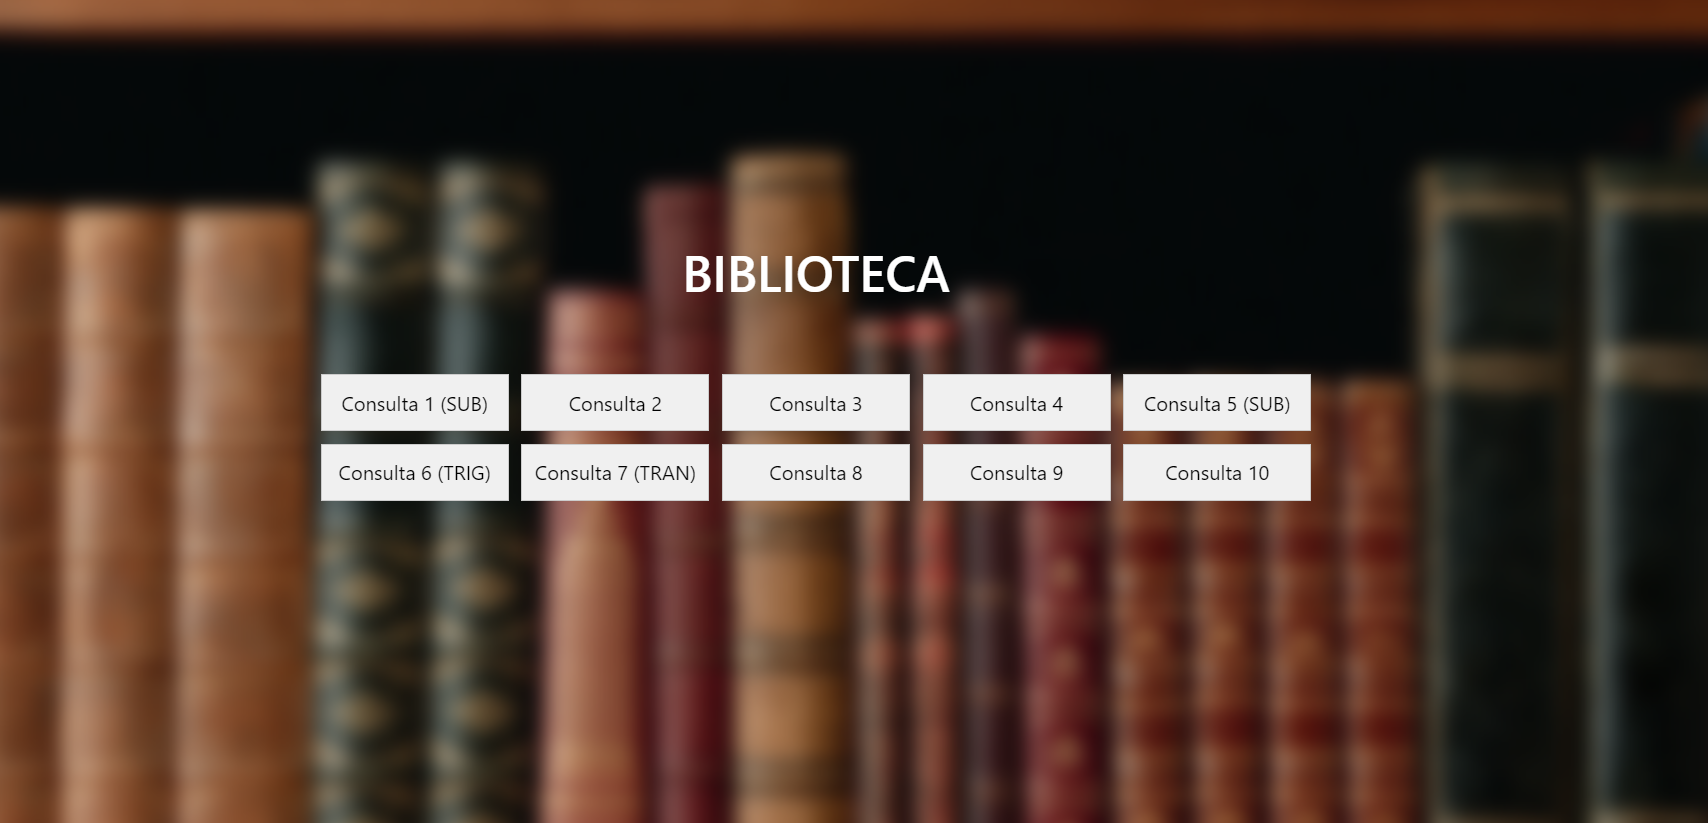 BIBLIOTECA
Consulta 1 (SUB) Consulta 2 Consulta 3 Consulta 4 Consulta 5 (SUB)
Consulta 6 (TRIG) Consulta 7 (TRAN) Consulta 8 Consulta 9 Consulta 10